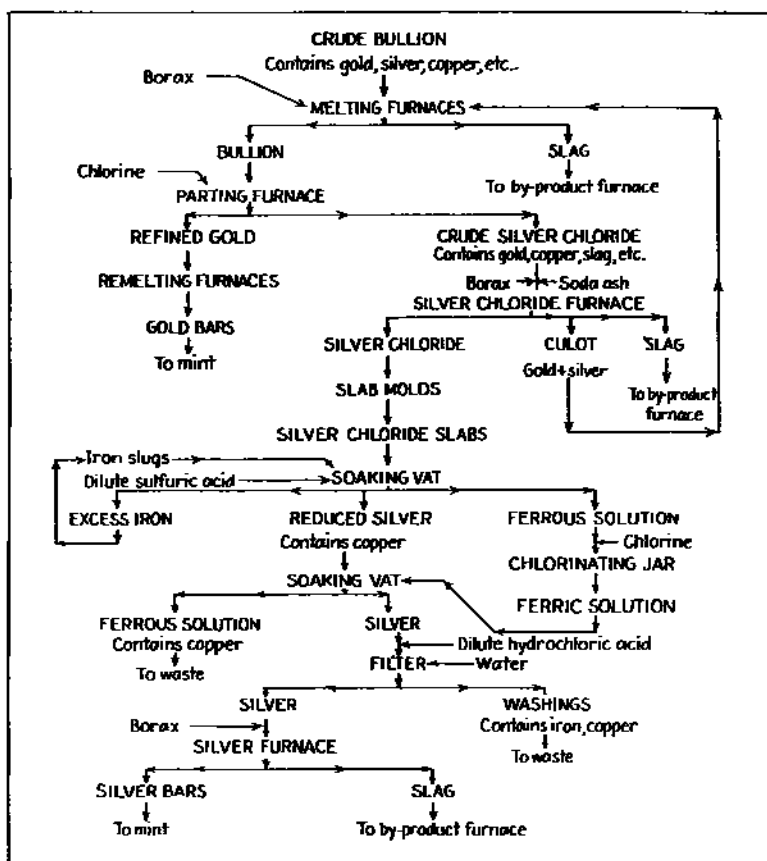 CRUDE BULLION
Contains gold, silver, copper, etc..
Borax
MELTING FURNACES
BULLION
SLAG
Chlorine
To by-product furnace
PARTING FURNACE
REFINED GOLD
CRUDE SILVER CHLORIDE
Contains gold, copper, slag, etc..
REMELTING FURNACES
Borax
Soda ash
SILVER CHLORIDE FURNACE
GOLD BARS
SILVER CHLORIDE
CULOT
SLAG
To mint
Gold + silver
SLAB MOLDS
To by-product
furnace
SILVER CHLORIDE SLABS
Iron slugs
Dilute sulfuric acid
SOAKING VAT
EXCESS IRON
REDUCED SILVER
FERROUS SOLUTION
Contains copper
Chlorine
CHLORINATING JAR
SOAKING VAT
FERRIC SOLUTION
FERROUS SOLUTION
SILVER
Contains copper
Dilute hydrochloric acid
To waste
FILTER
Water
SILVER
WASHINGS
Borax
Contains iron, copper
SILVER FURNACE
To waste
SILVER BARS
SLAG
To mint
To by-product furnace